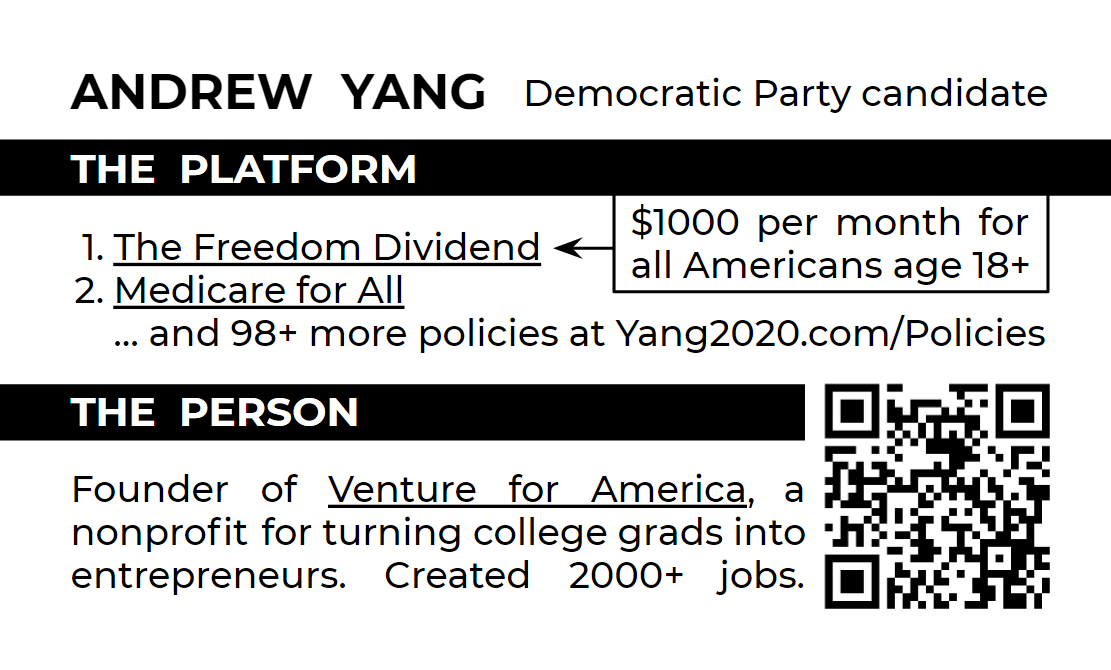 ANDREW YANG Democratic Party candidate
THE PLATFORM
$1000 per month for
all Americans age 18+
1. The Freedom Dividend
2. Medicare for All
... and 98+ more policies at Yang2020.com/Policies
THE PERSON
Founder of Venture for America, a
nonprofit for turning college grads into
entrepreneurs. Created 2000+ jobs.